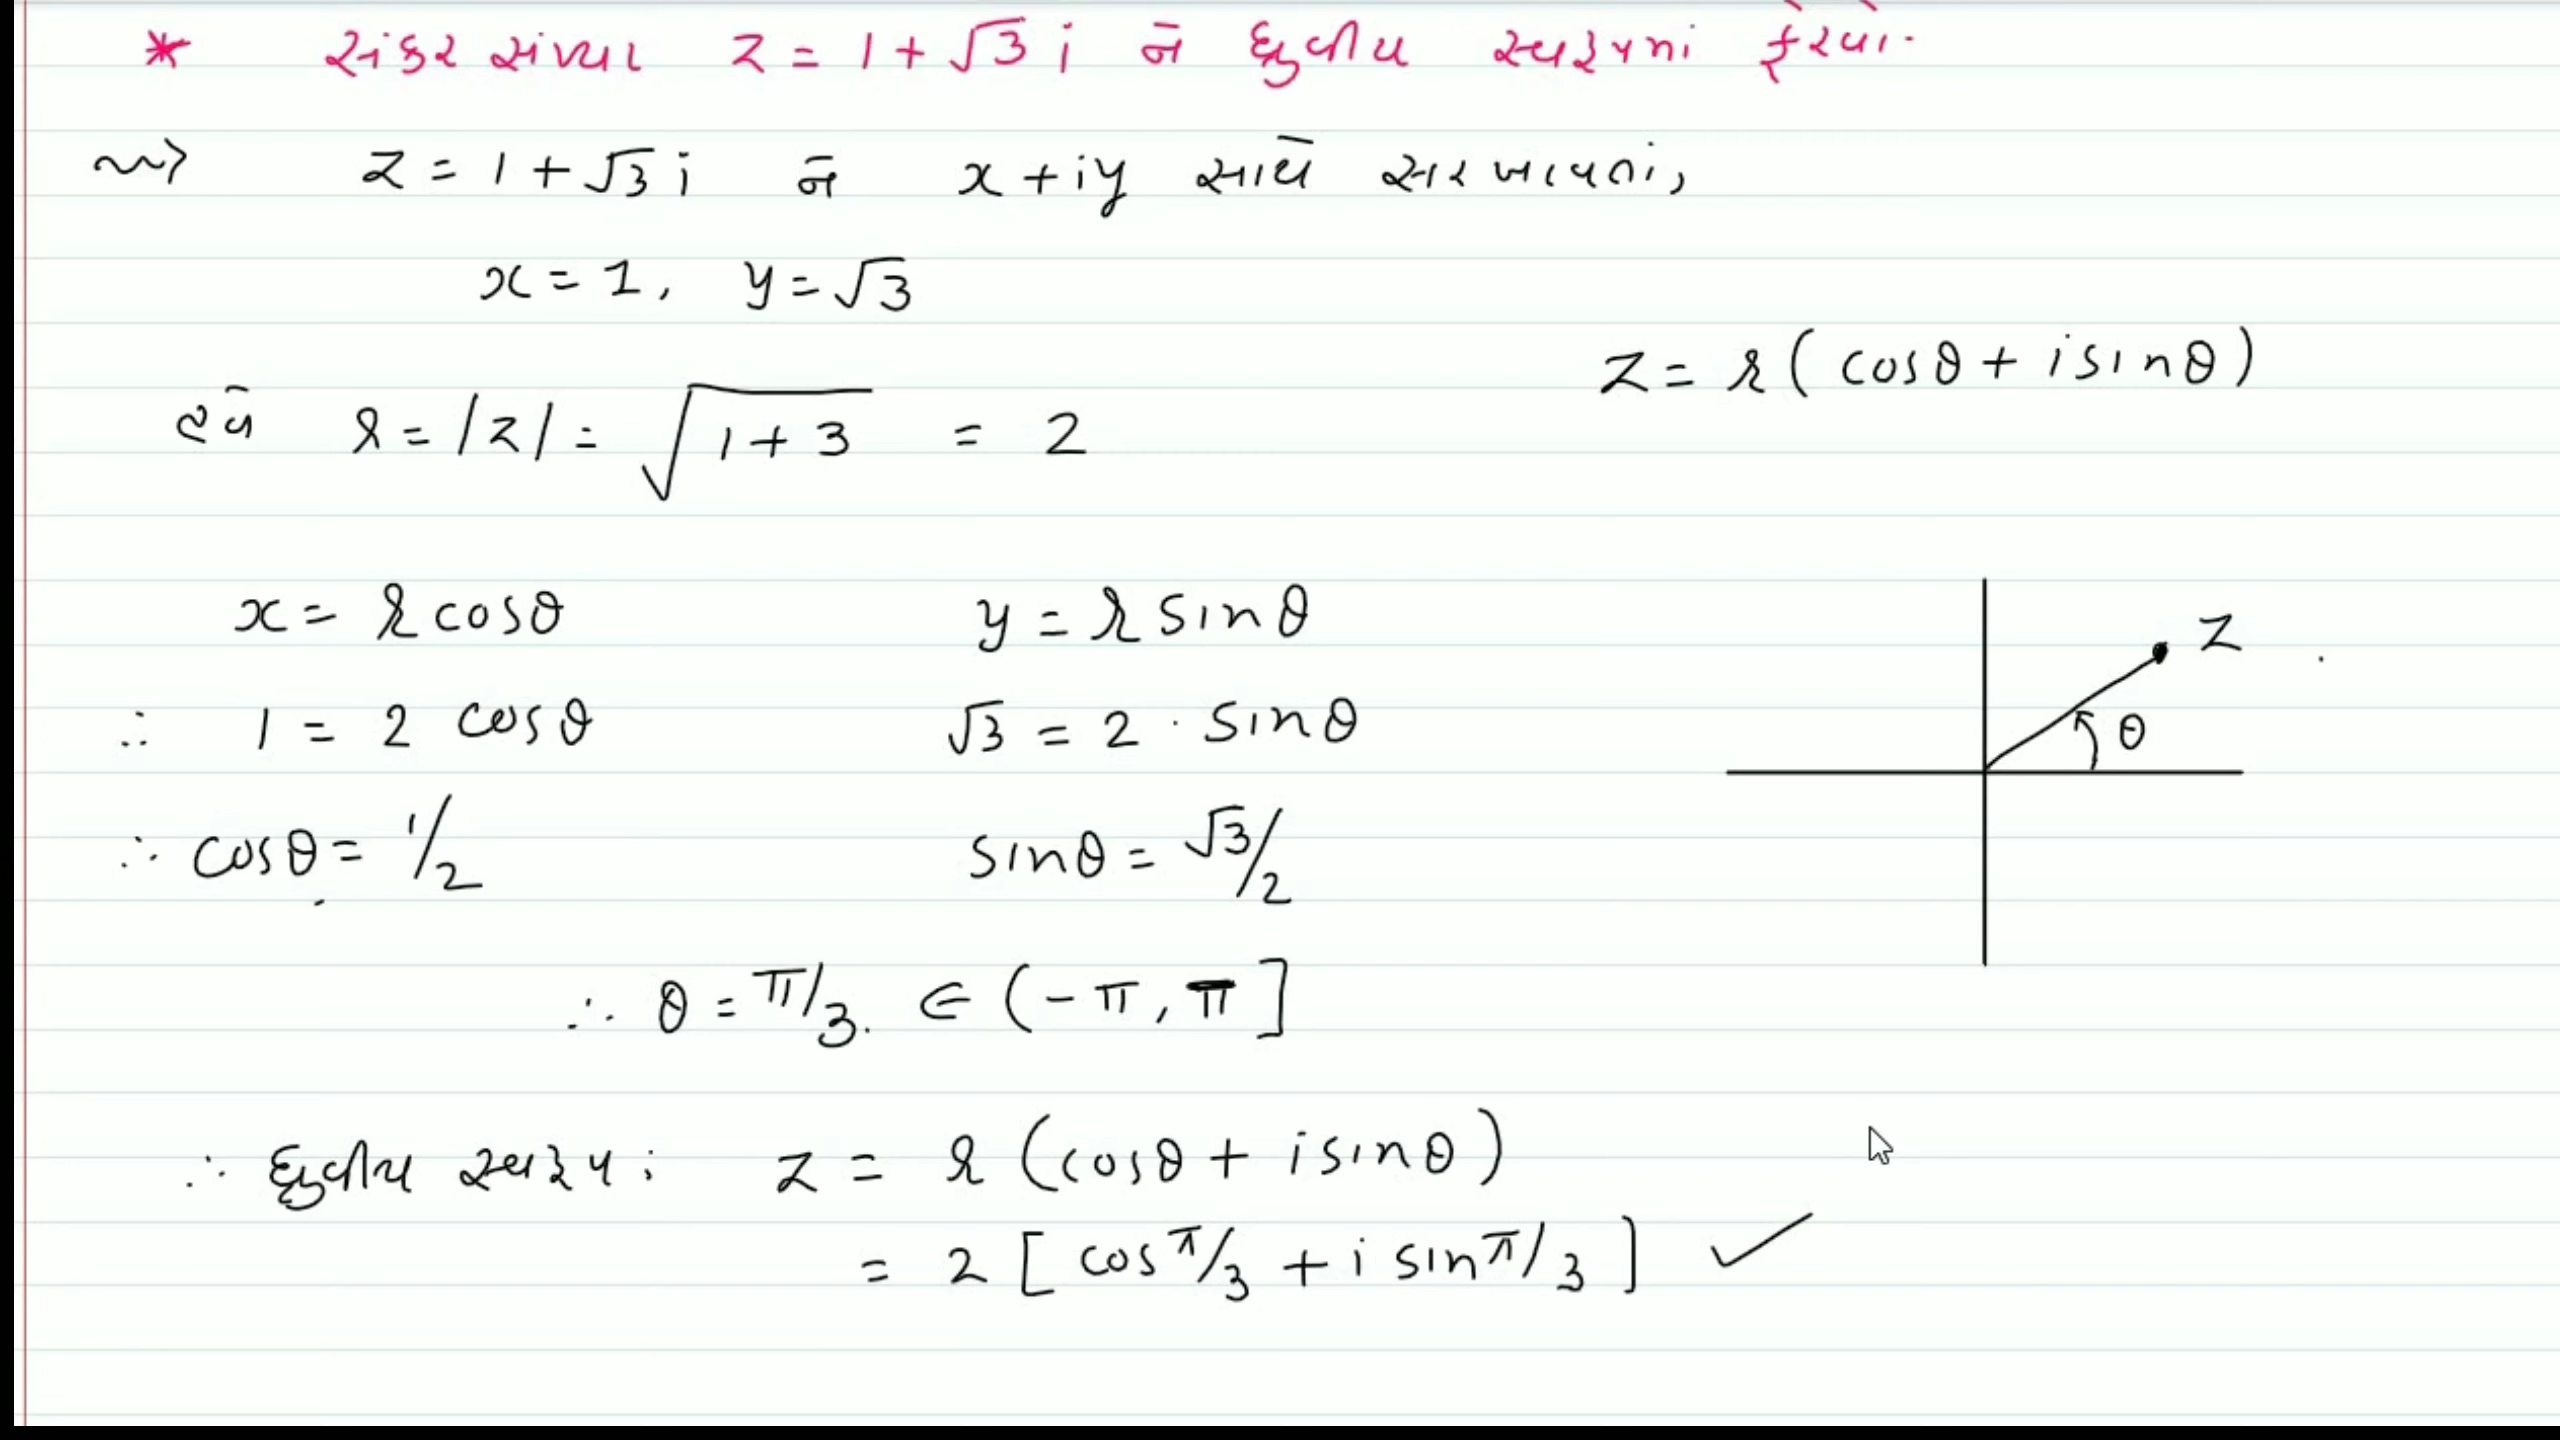 * સંકર સંખ્યા z = 1 + √3 i ને ધ્રુવીય સ્વરૂપમાં ફેરવો.
⇝ z = 1 + √3 i ને x + iy સાથે સરખાવતાં,
x = 1, y = √3
z = r ( cosθ + i sinθ )
હવે r = |z| = √(1 + 3) = 2
x = r cosθ y = r sinθ
z
∴ 1 = 2 cosθ √3 = 2 · sinθ
θ
∴ cosθ = 1/2 sinθ = √3/2
∴ θ = π/3. ∈ (-π, π]
∴ ધ્રુવીય સ્વરૂપ : z = r (cosθ + i sinθ)
= 2 [ cos π/3 + i sin π/3 ] ✓